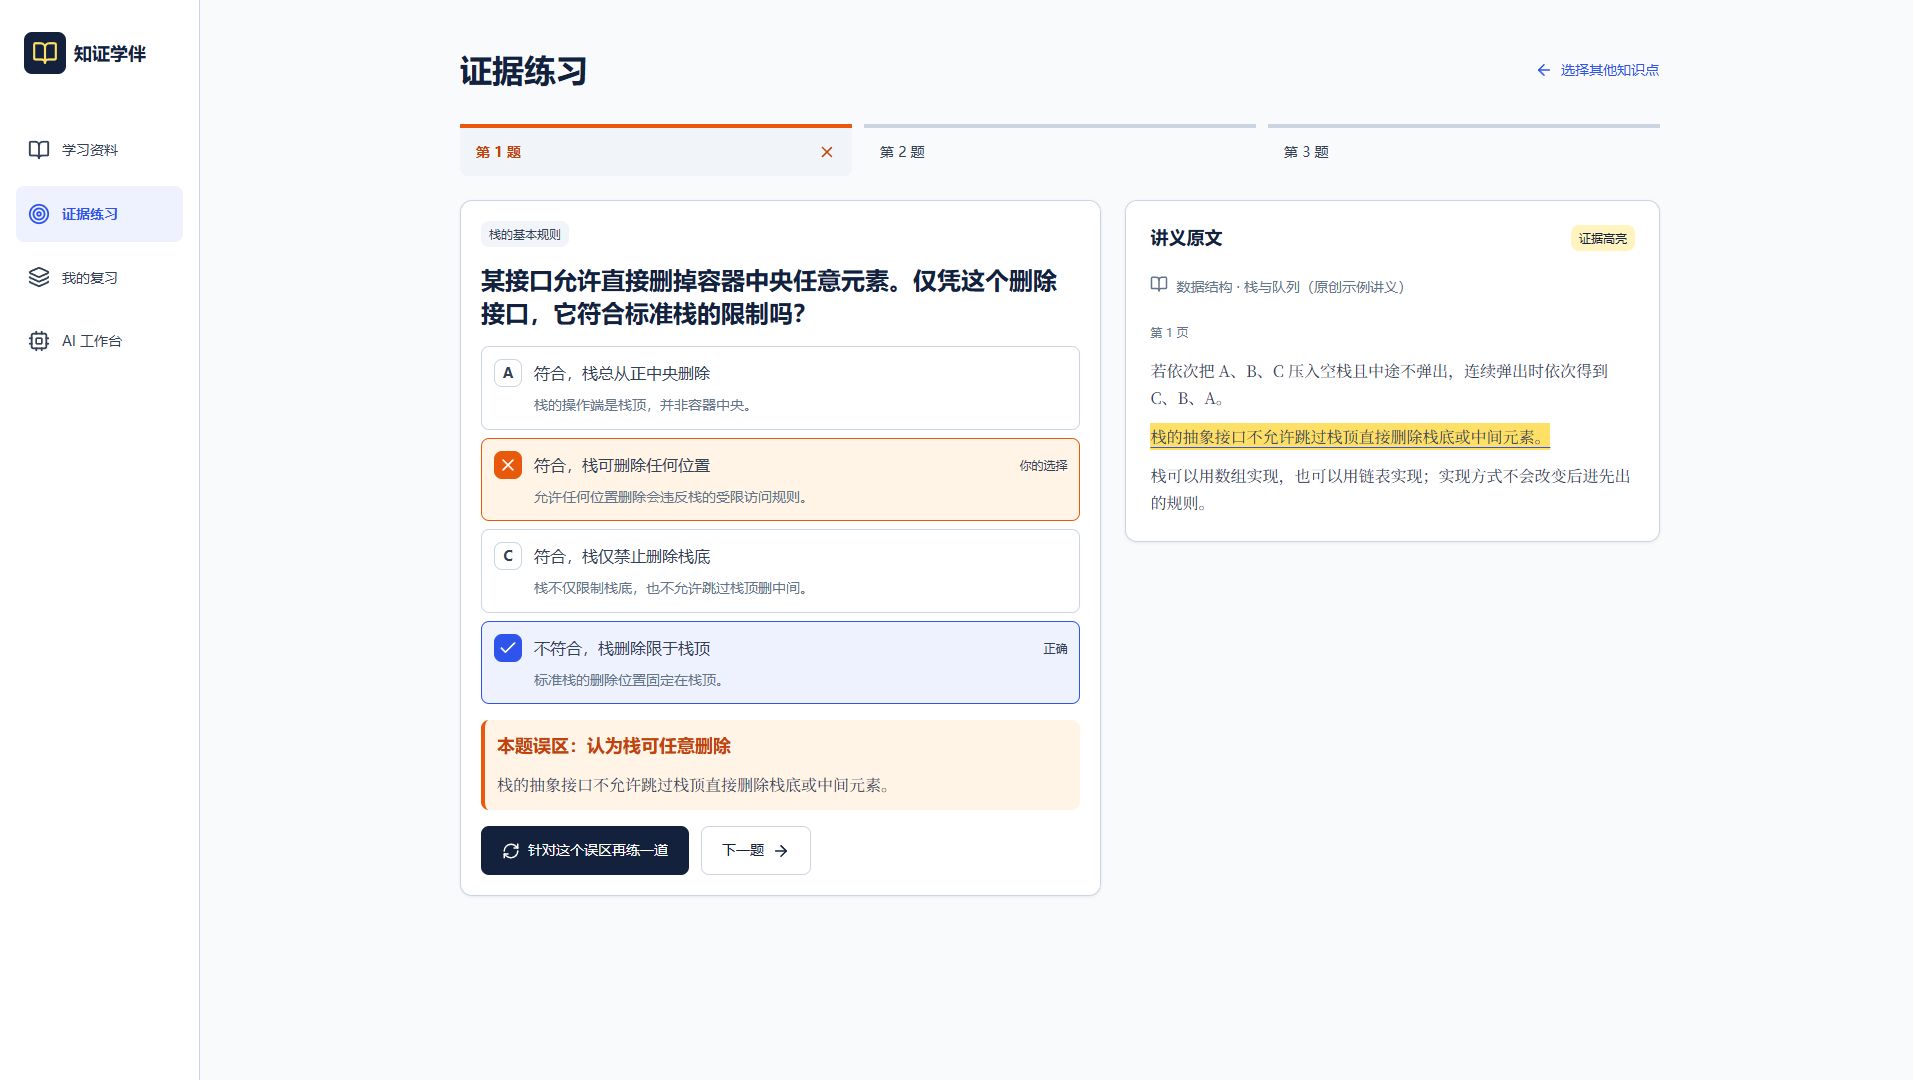 知证学伴
学习资料
证据练习
我的复习
AI 工作台
证据练习
选择其他知识点
第 1 题
第 2 题
第 3 题
栈的基本规则
某接口允许直接删掉容器中央任意元素。仅凭这个删除
接口，它符合标准栈的限制吗？
A
符合，栈总从正中央删除
栈的操作端是栈顶，并非容器中央。
符合，栈可删除任何位置
你的选择
允许任何位置删除会违反栈的受限访问规则。
C
符合，栈仅禁止删除栈底
栈不仅限制栈底，也不允许跳过栈顶删中间。
不符合，栈删除限于栈顶
正确
标准栈的删除位置固定在栈顶。
本题误区：认为栈可任意删除
栈的抽象接口不允许跳过栈顶直接删除栈底或中间元素。
针对这个误区再练一道
下一题
讲义原文
证据高亮
数据结构 · 栈与队列（原创示例讲义）
第 1 页
若依次把 A、B、C 压入空栈且中途不弹出，连续弹出时依次得到
C、B、A。
栈的抽象接口不允许跳过栈顶直接删除栈底或中间元素。
栈可以用数组实现，也可以用链表实现；实现方式不会改变后进先出
的规则。